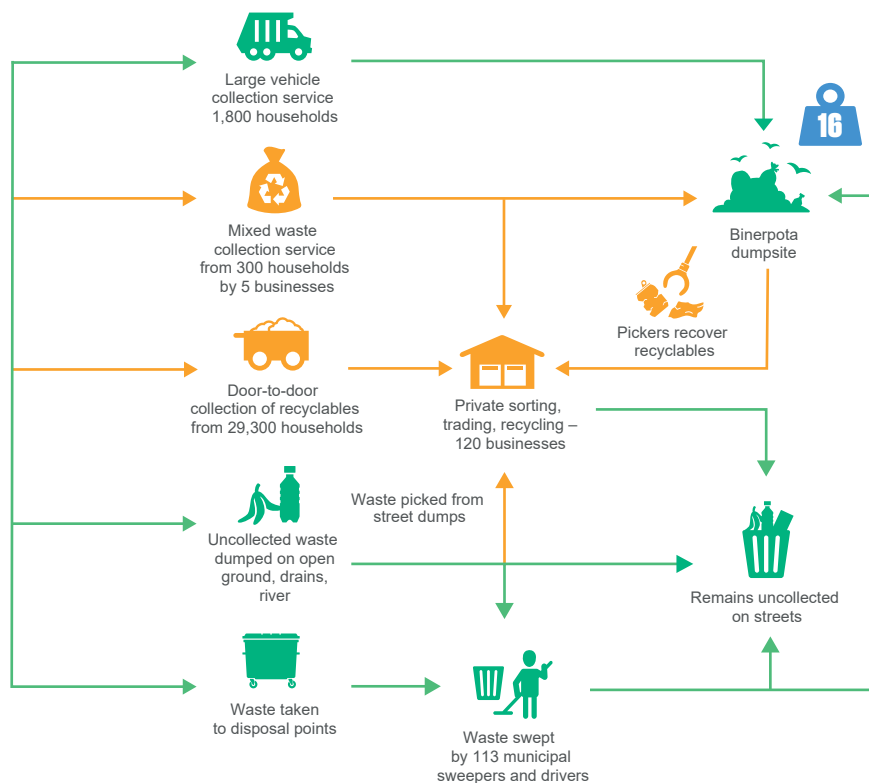 Large vehicle
collection service
1,800 households
16
Mixed waste
collection service
from 300 households
by 5 businesses
Binerpota
dumpsite
Pickers recover
recyclables
Door-to-door
collection of recyclables
from 29,300 households
Private sorting,
trading, recycling –
120 businesses
Waste picked from
street dumps
Uncollected waste
dumped on open
ground, drains,
river
Remains uncollected
on streets
Waste taken
to disposal points
Waste swept
by 113 municipal
sweepers and drivers